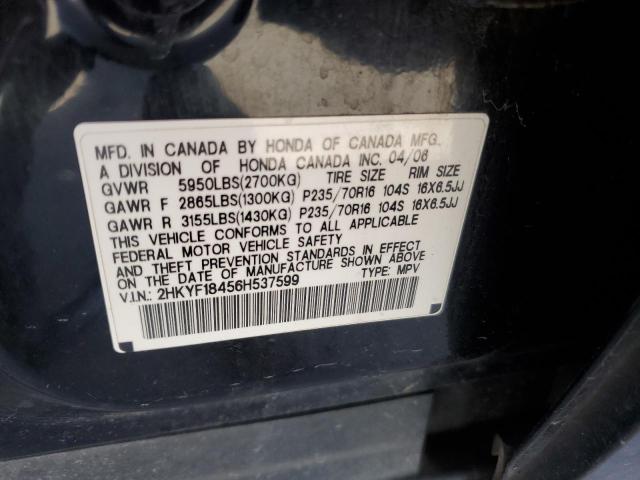 MFD. IN CANADA BY HONDA OF CANADA MFG.
A DIVISION OF HONDA CANADA INC. 04/06
GVWR 5950LBS(2700KG) TIRE SIZE RIM SIZE
GAWR F 2865LBS(1300KG) P235/70R16 104S 16X6.5JJ
GAWR R 3155LBS(1430KG) P235/70R16 104S 16X6.5JJ
THIS VEHICLE CONFORMS TO ALL APPLICABLE
FEDERAL MOTOR VEHICLE SAFETY
AND THEFT PREVENTION STANDARDS IN EFFECT
ON THE DATE OF MANUFACTURE SHOWN ABOVE
V.I.N.: 2HKYF18456H537599 TYPE: MPV